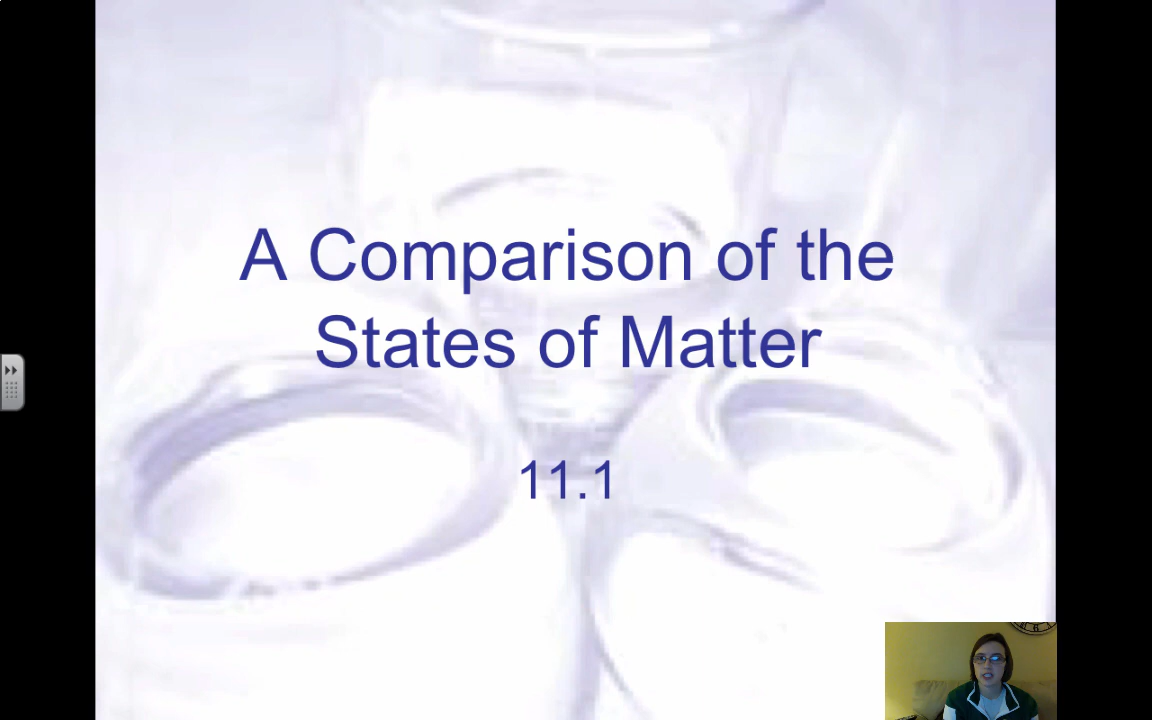 A Comparison of the
States of Matter
11.1